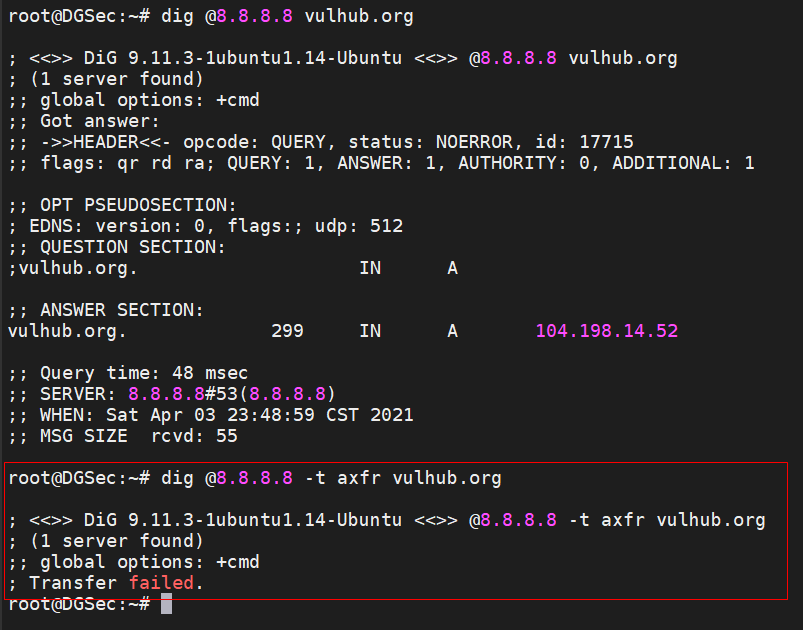 root@DGSec:~# dig @8.8.8.8 vulhub.org
; <<>> DiG 9.11.3-1ubuntu1.14-Ubuntu <<>> @8.8.8.8 vulhub.org
; (1 server found)
;; global options: +cmd
;; Got answer:
;; ->>HEADER<<- opcode: QUERY, status: NOERROR, id: 17715
;; flags: qr rd ra; QUERY: 1, ANSWER: 1, AUTHORITY: 0, ADDITIONAL: 1
;; OPT PSEUDOSECTION:
; EDNS: version: 0, flags:; udp: 512
;; QUESTION SECTION:
;vulhub.org. IN A
;; ANSWER SECTION:
vulhub.org. 299 IN A 104.198.14.52
;; Query time: 48 msec
;; SERVER: 8.8.8.8#53(8.8.8.8)
;; WHEN: Sat Apr 03 23:48:59 CST 2021
;; MSG SIZE rcvd: 55
root@DGSec:~# dig @8.8.8.8 -t axfr vulhub.org
; <<>> DiG 9.11.3-1ubuntu1.14-Ubuntu <<>> @8.8.8.8 -t axfr vulhub.org
; (1 server found)
;; global options: +cmd
; Transfer failed.
root@DGSec:~#